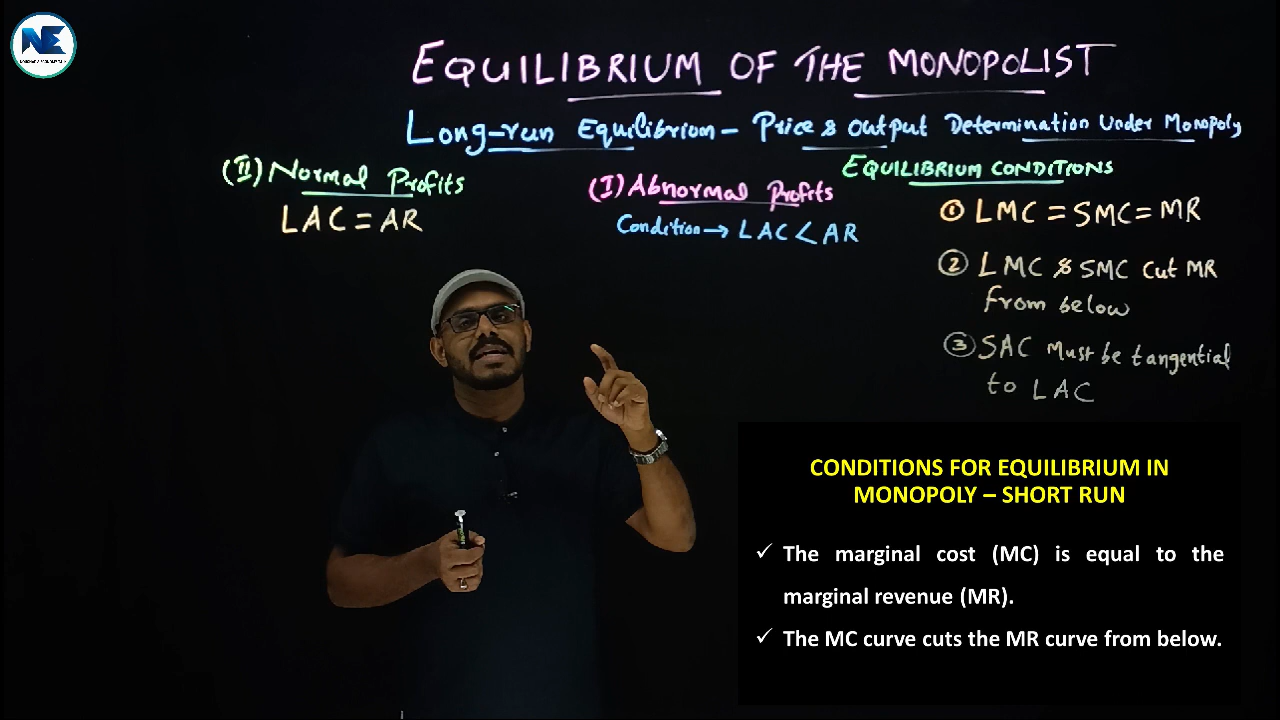 NE
EQUILIBRIUM OF THE MONOPOLIST
Long-run Equilibrium – Price & Output Determination Under Monopoly
(II) Normal Profits
LAC = AR
(I) Abnormal Profits
Condition → LAC < AR
EQUILIBRIUM CONDITIONS
① LMC = SMC = MR
② LMC & SMC cut MR
from below
③ SAC Must be tangential
to LAC
CONDITIONS FOR EQUILIBRIUM IN
MONOPOLY – SHORT RUN
✓ The marginal cost (MC) is equal to the
marginal revenue (MR).
✓ The MC curve cuts the MR curve from below.